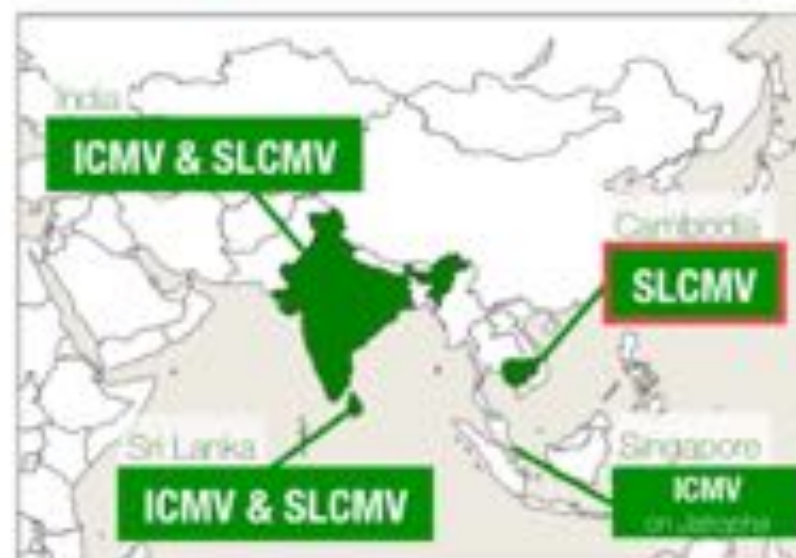 India
ICMV & SLCMV
Cambodia
SLCMV
Sri Lanka
ICMV & SLCMV
Singapore
ICMV
on Jatropha